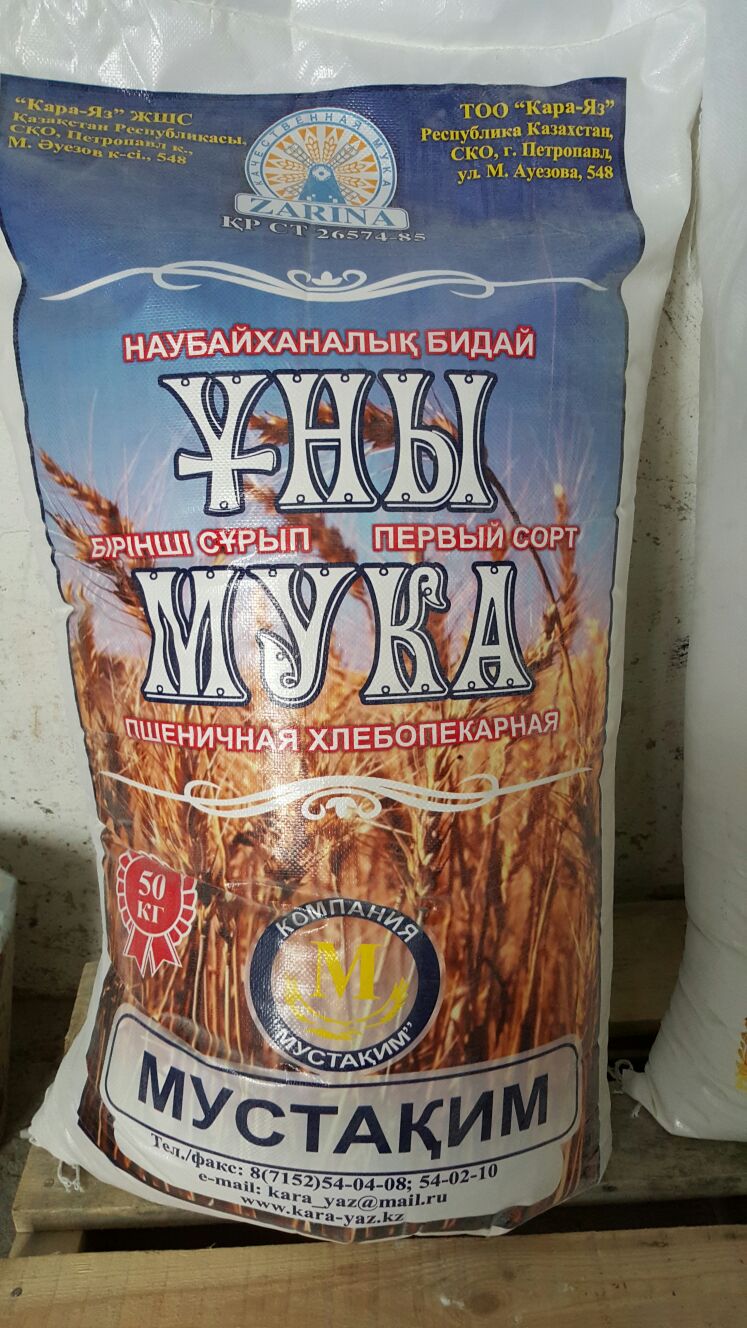 "Кара-Яз" ЖШС
Қазақстан Республикасы,
СҚО, Петропавл қ.,
М. Әуезов к-сі., 548
КАЧЕСТВЕННАЯ МУКА
ZARINA
ҚР СТ 26574-85
ТОО "Кара-Яз"
Республика Казахстан,
СКО, г. Петропавл,
ул. М. Ауезова, 548
НАУБАЙХАНАЛЫҚ БИДАЙ
ҰНЫ
БІРІНШІ СҰРЫП
ПЕРВЫЙ СОРТ
МУКА
ПШЕНИЧНАЯ ХЛЕБОПЕКАРНАЯ
50
КГ
КОМПАНИЯ
М
"МУСТАКИМ"
МУСТАҚИМ
Тел./факс: 8(7152)54-04-08; 54-02-10
e-mail: kara_yaz@mail.ru
www.kara-yaz.kz